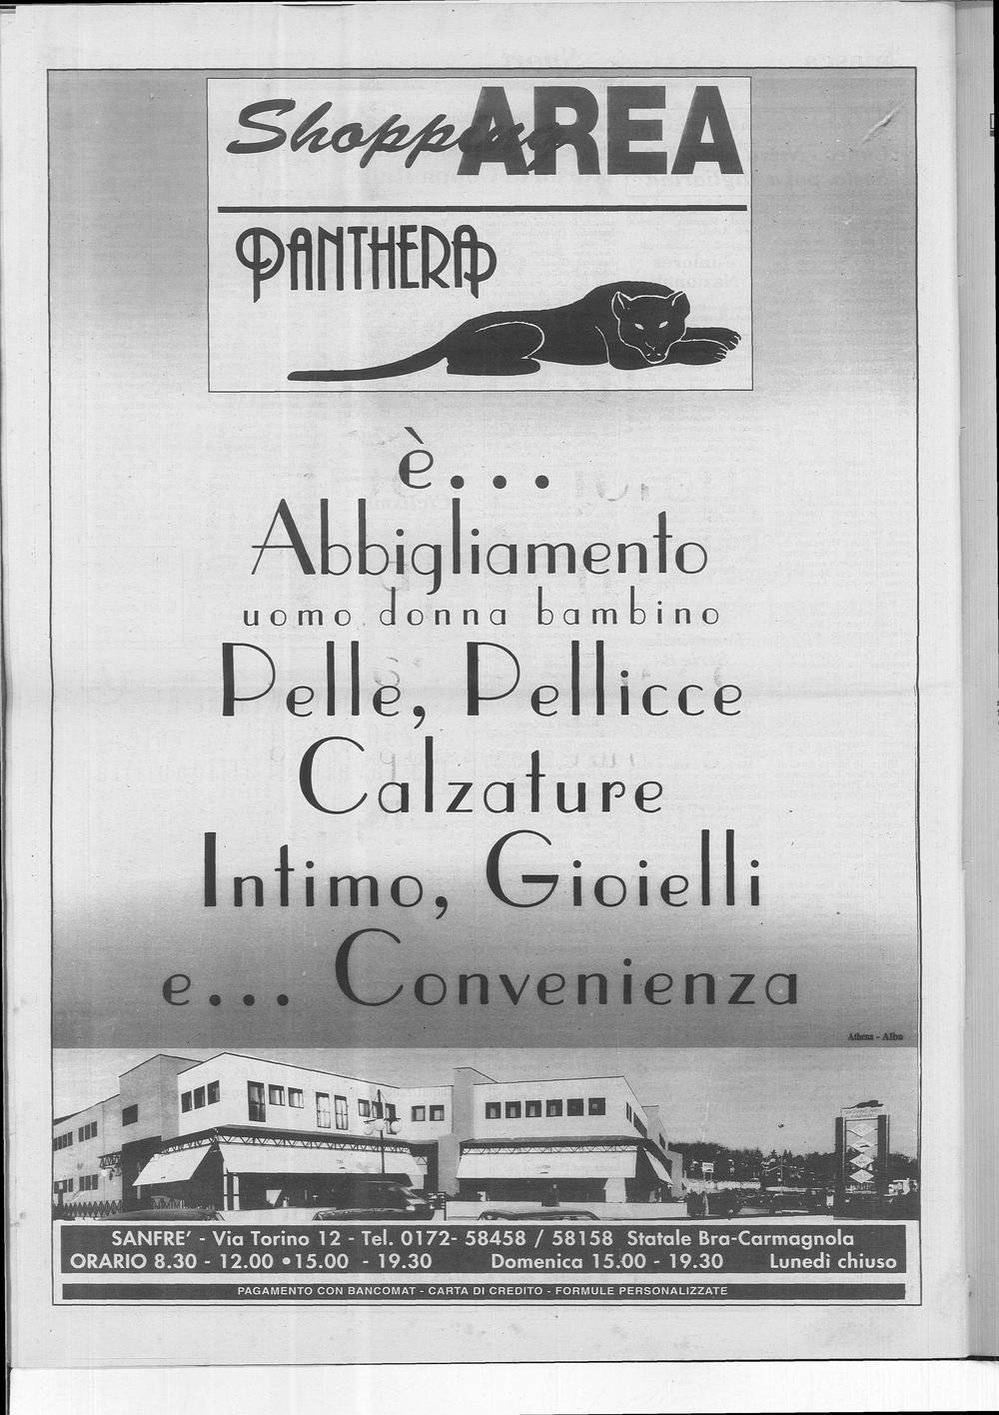 Shopping AREA
PANTHERA
è...
Abbigliamento
uomo donna bambino
Pelle, Pellicce
Calzature
Intimo, Gioielli
e... Convenienza
Athena - Alba
SANFRE' - Via Torino 12 - Tel. 0172- 58458 / 58158 Statale Bra-Carmagnola
ORARIO 8.30 - 12.00 • 15.00 - 19.30 Domenica 15.00 - 19.30 Lunedì chiuso
PAGAMENTO CON BANCOMAT - CARTA DI CREDITO - FORMULE PERSONALIZZATE